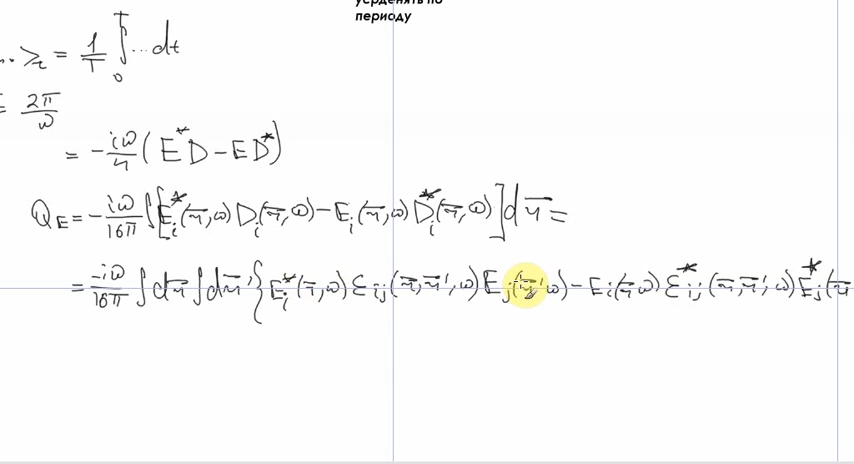 усрденять по
периоду
...>_t = 1/T ∫_0^T ... dt
= 2π/ω
= -iω/4 (E*D - ED*)
Q_E = -iω/16π ∫[E_i*(r̄,ω) D_i(r̄,ω) - E_i(r̄,ω) D_i*(r̄,ω)] dr̄ =
= -iω/16π ∫dr̄ ∫dr̄' { E_i*(r̄,ω) ε_ij(r̄,r̄',ω) E_j(r̄',ω) - E_i(r̄,ω) ε*_ij(r̄,r̄',ω) E_j*(r̄